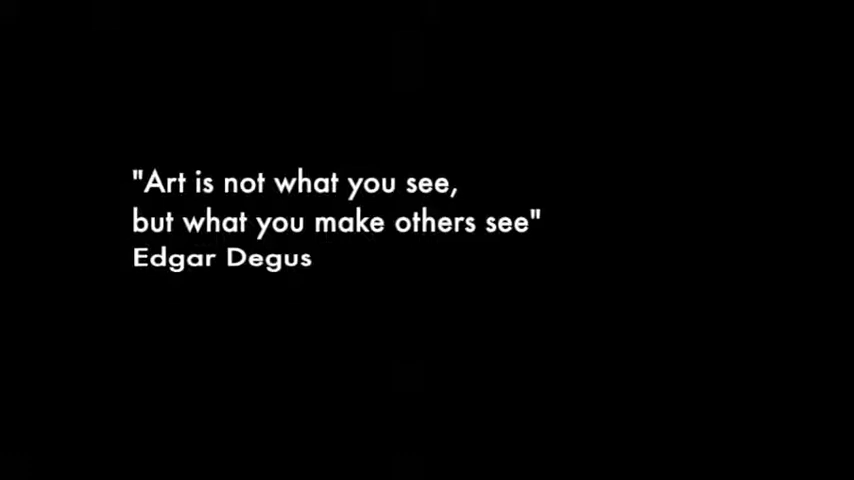 "Art is not what you see,
but what you make others see"
Edgar Degus